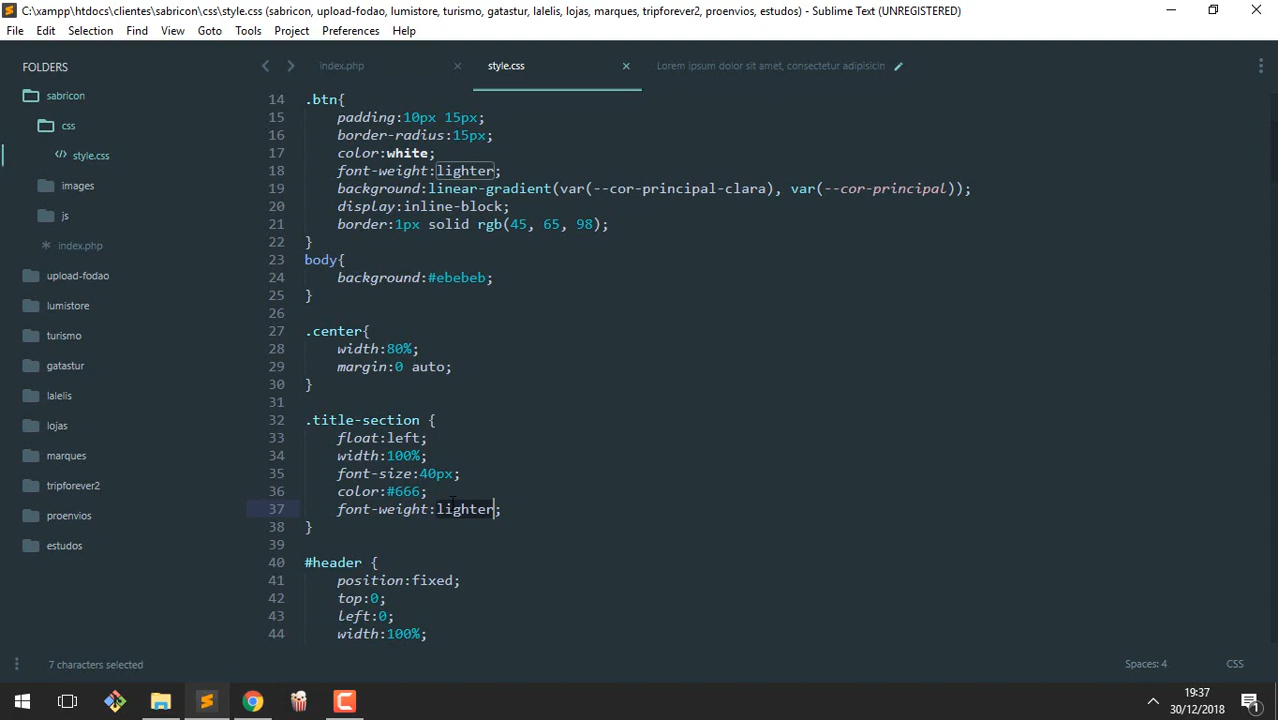 C:\xampp\htdocs\clientes\sabricon\css\style.css (sabricon, upload-fodao, lumistore, turismo, gatastur, lalelis, lojas, marques, tripforever2, proenvios, estudos) - Sublime Text (UNREGISTERED)
File Edit Selection Find View Goto Tools Project Preferences Help
FOLDERS
sabricon
css
style.css
images
js
index.php
upload-fodao
lumistore
turismo
gatastur
lalelis
lojas
marques
tripforever2
proenvios
estudos
index.php style.css Lorem ipsum dolor sit amet, consectetur adipisicin
14 .btn{
15 padding:10px 15px;
16 border-radius:15px;
17 color:white;
18 font-weight:lighter;
19 background:linear-gradient(var(--cor-principal-clara), var(--cor-principal));
20 display:inline-block;
21 border:1px solid rgb(45, 65, 98);
22 }
23 body{
24 background:#ebebeb;
25 }
26
27 .center{
28 width:80%;
29 margin:0 auto;
30 }
31
32 .title-section {
33 float:left;
34 width:100%;
35 font-size:40px;
36 color:#666;
37 font-weight:lighter;
38 }
39
40 #header {
41 position:fixed;
42 top:0;
43 left:0;
44 width:100%;
7 characters selected Spaces: 4 CSS
19:37
30/12/2018
1